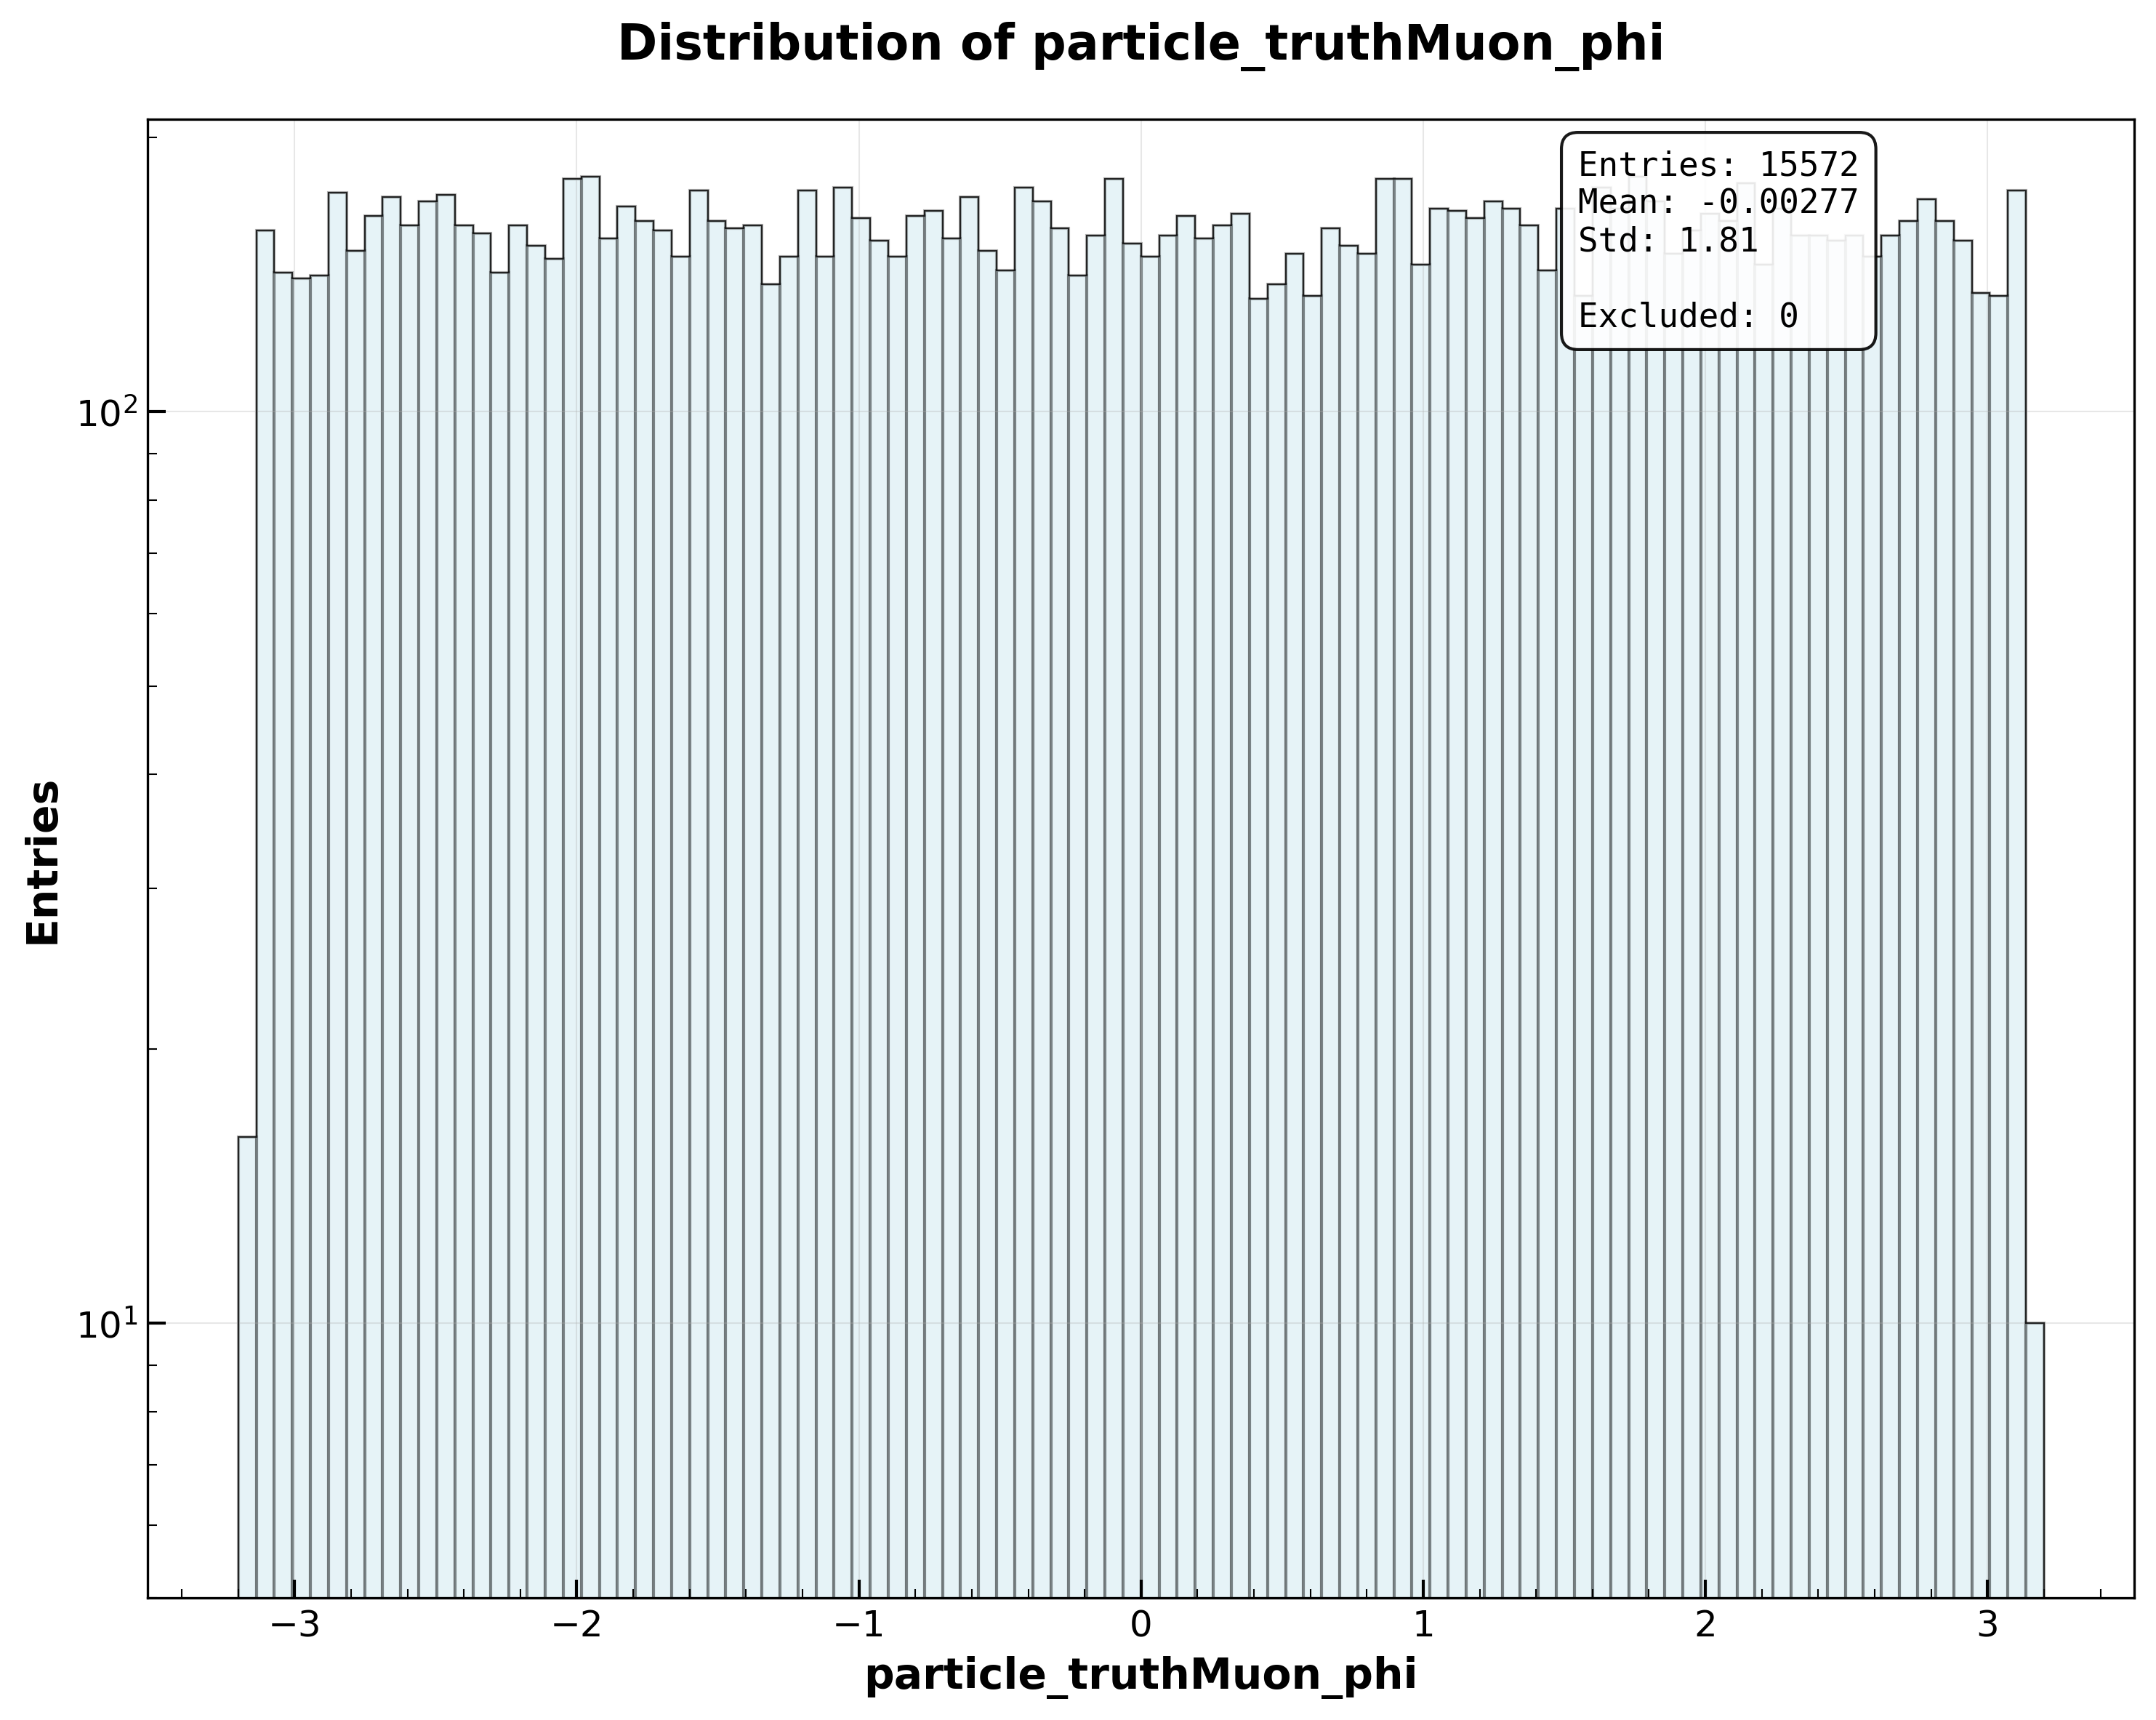 Distribution of particle_truthMuon_phi
Entries: 15572
Mean: -0.00277
Std: 1.81
Excluded: 0
10²
10¹
Entries
−3 −2 −1 0 1 2 3
particle_truthMuon_phi